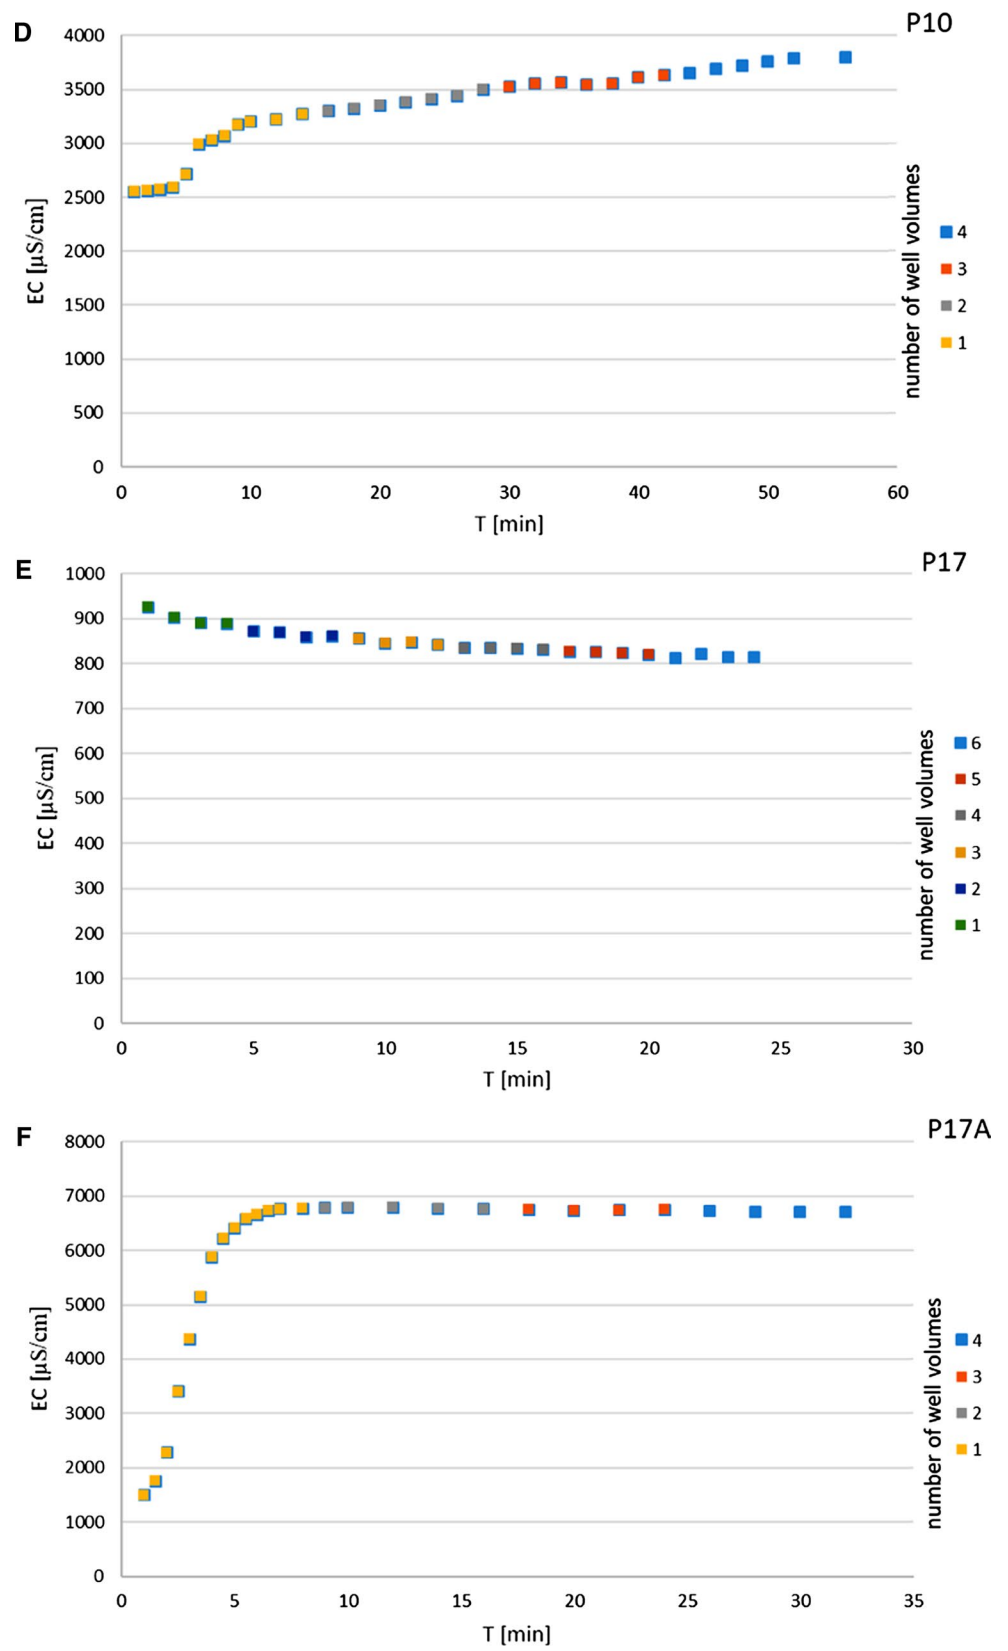 D
P10
4000
3500
3000
2500
2000
1500
1000
500
0
EC [µS/cm]
0 10 20 30 40 50 60
T [min]
number of well volumes
4
3
2
1
E
P17
1000
900
800
700
600
500
400
300
200
100
0
EC [µS/cm]
0 5 10 15 20 25 30
T [min]
number of well volumes
6
5
4
3
2
1
F
P17A
8000
7000
6000
5000
4000
3000
2000
1000
0
EC [µS/cm]
0 5 10 15 20 25 30 35
T [min]
number of well volumes
4
3
2
1